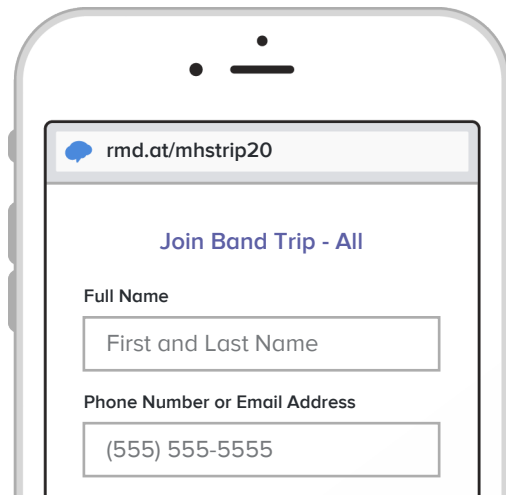 rmd.at/mhstrip20
Join Band Trip - All
Full Name
First and Last Name
Phone Number or Email Address
(555) 555-5555